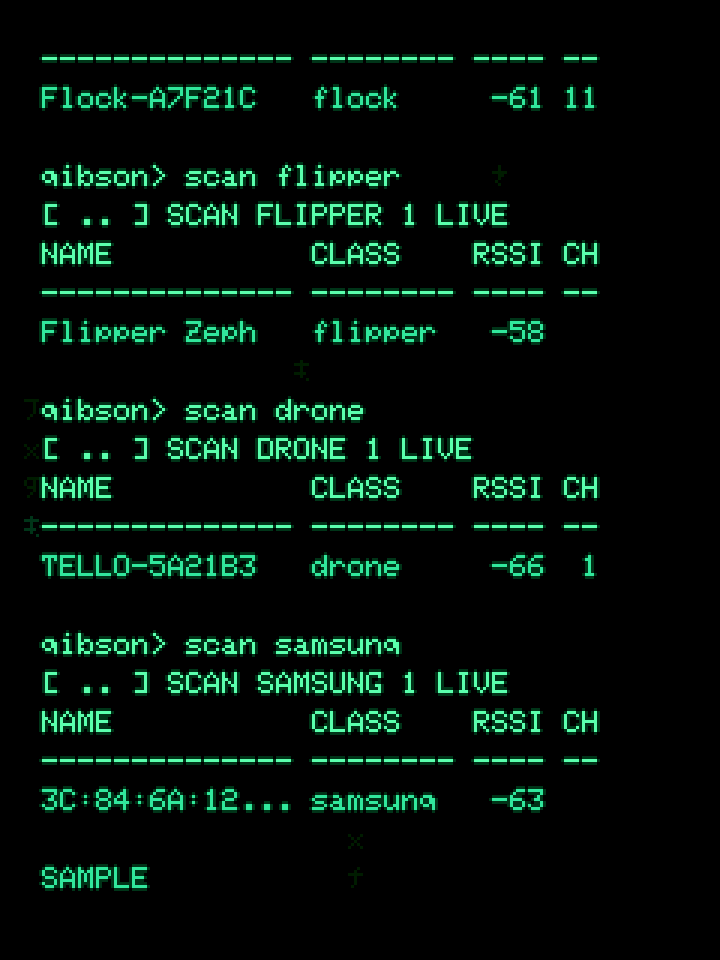 -------------- -------- ---- --
Flock-A7F21C flock -61 11
gibson> scan flipper
[ .. ] SCAN FLIPPER 1 LIVE
NAME CLASS RSSI CH
-------------- -------- ---- --
Flipper Zeph flipper -58
gibson> scan drone
[ .. ] SCAN DRONE 1 LIVE
NAME CLASS RSSI CH
-------------- -------- ---- --
TELLO-5A21B3 drone -66 1
gibson> scan samsung
[ .. ] SCAN SAMSUNG 1 LIVE
NAME CLASS RSSI CH
-------------- -------- ---- --
3C:84:6A:12... samsung -63
SAMPLE